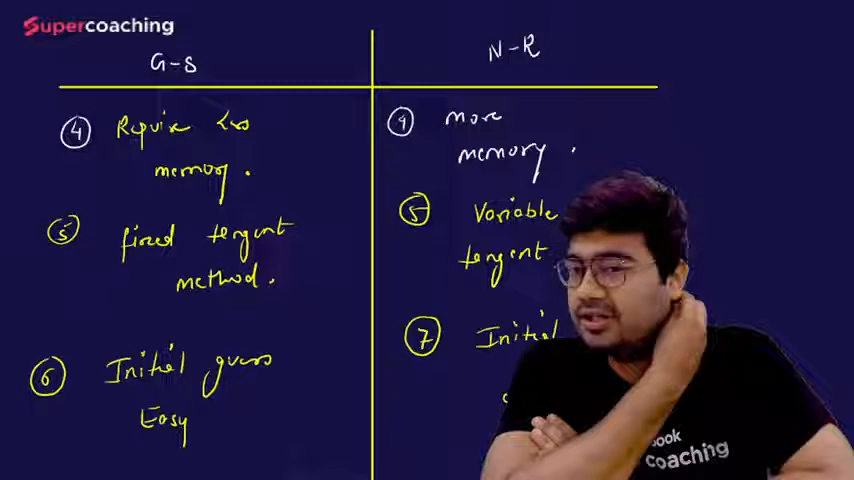 Supercoaching
G-S
N-R
④ Require Less
memory.
④ more
memory.
⑤ fixed tangent
method.
⑤ Variable
tengent
⑥ Initial guess
Easy
⑦ Initial
book
coaching